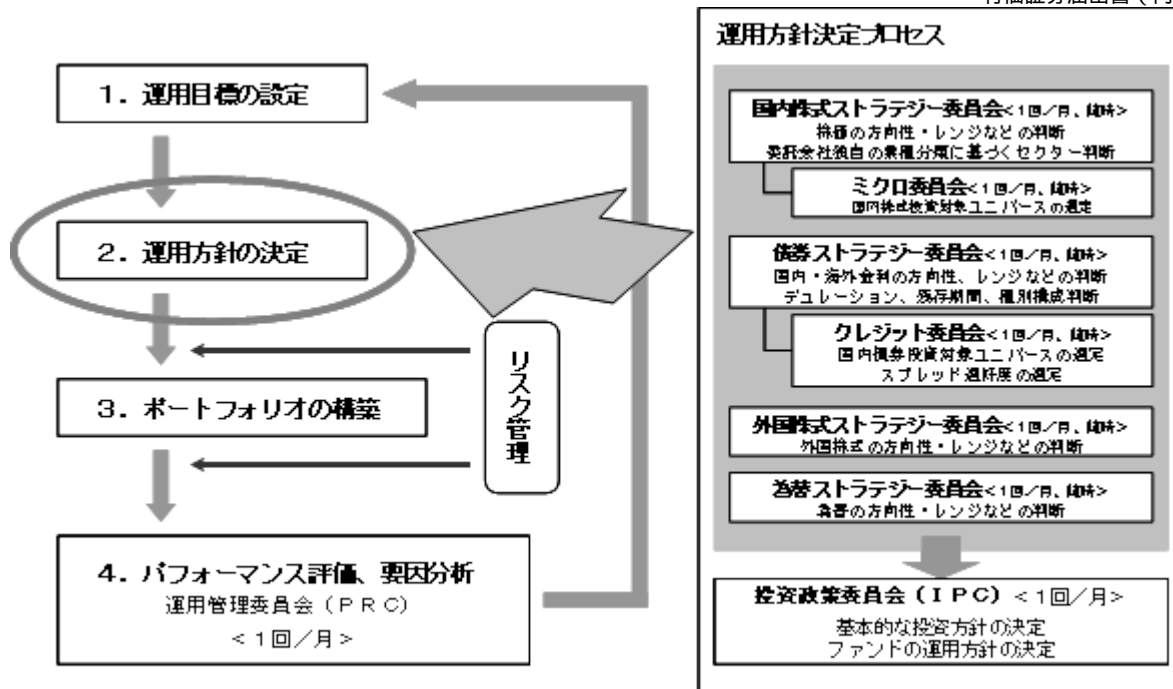 有価証券届出書（内
１．運用目標の設定
２．運用方針の決定
３．ポートフォリオの構築
リスク管理
４．パフォーマンス評価、要因分析
運用管理委員会（ＰＲＣ）
＜１回／月＞
運用方針決定プロセス
国内株式ストラテジー委員会＜１回／月、臨時＞
株価の方向性・レンジなどの判断
委託会社独自の業種分類に基づくセクター判断
ミクロ委員会＜１回／月、臨時＞
国内株式投資対象ユニバースの選定
債券ストラテジー委員会＜１回／月、臨時＞
国内・海外金利の方向性、レンジなどの判断
デュレーション、残存期間、種別構成判断
クレジット委員会＜１回／月、臨時＞
国内債券投資対象ユニバースの選定
スプレッド選好度の選定
外国株式ストラテジー委員会＜１回／月、臨時＞
外国株式の方向性・レンジなどの判断
為替ストラテジー委員会＜１回／月、臨時＞
為替の方向性・レンジなどの判断
投資政策委員会（ＩＰＣ）＜１回／月＞
基本的な投資方針の決定
ファンドの運用方針の決定